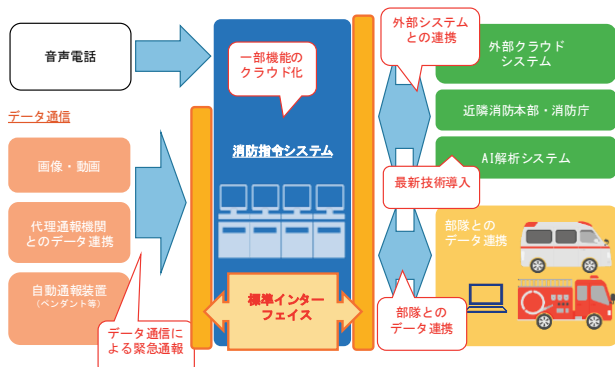 音声電話
データ通信
画像・動画
代理通報機関
とのデータ連携
自動通報装置
（ペンダント等）
データ通信に
よる緊急通報
一部機能の
クラウド化
消防指令システム
標準インター
フェイス
外部システム
との連携
外部クラウド
システム
近隣消防本部・消防庁
AI解析システム
最新技術導入
部隊との
データ連携
部隊との
データ連携